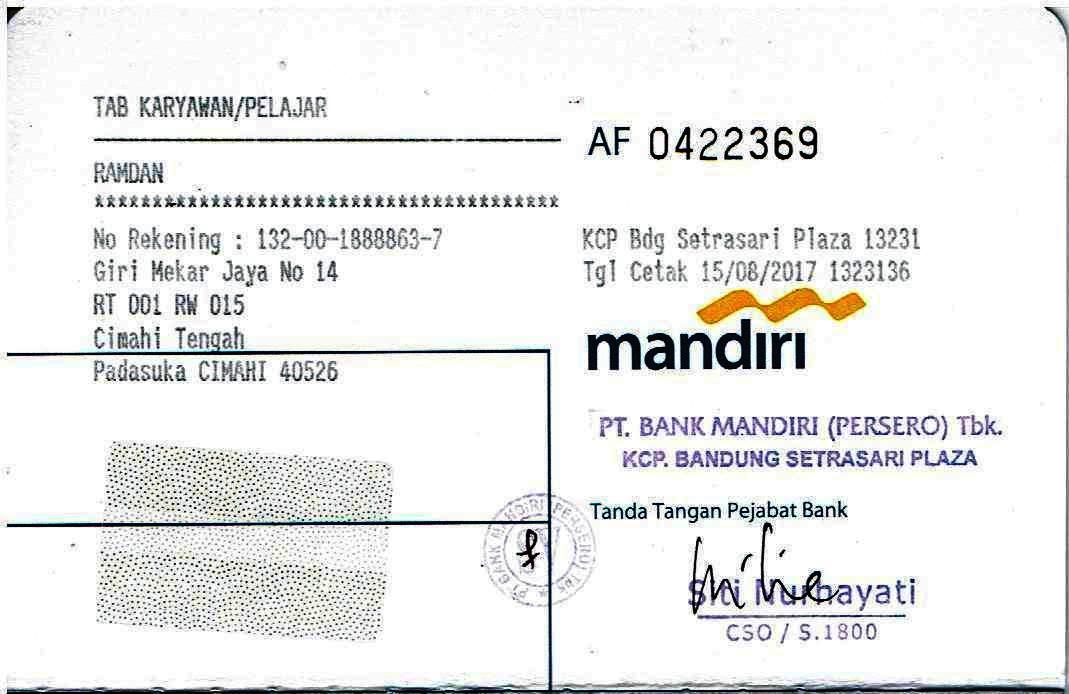 TAB KARYAWAN/PELAJAR
RAMDAN
****************************************
No Rekening : 132-00-1888863-7
Giri Mekar Jaya No 14
RT 001 RW 015
Cimahi Tengah
Padasuka CIMAHI 40526
AF 0422369
KCP Bdg Setrasari Plaza 13231
Tgl Cetak 15/08/2017 1323136
mandiri
PT. BANK MANDIRI (PERSERO) Tbk.
KCP. BANDUNG SETRASARI PLAZA
Tanda Tangan Pejabat Bank
Siti Nurhayati
CSO / S.1800
PT BANK MANDIRI (PERSERO) Tbk